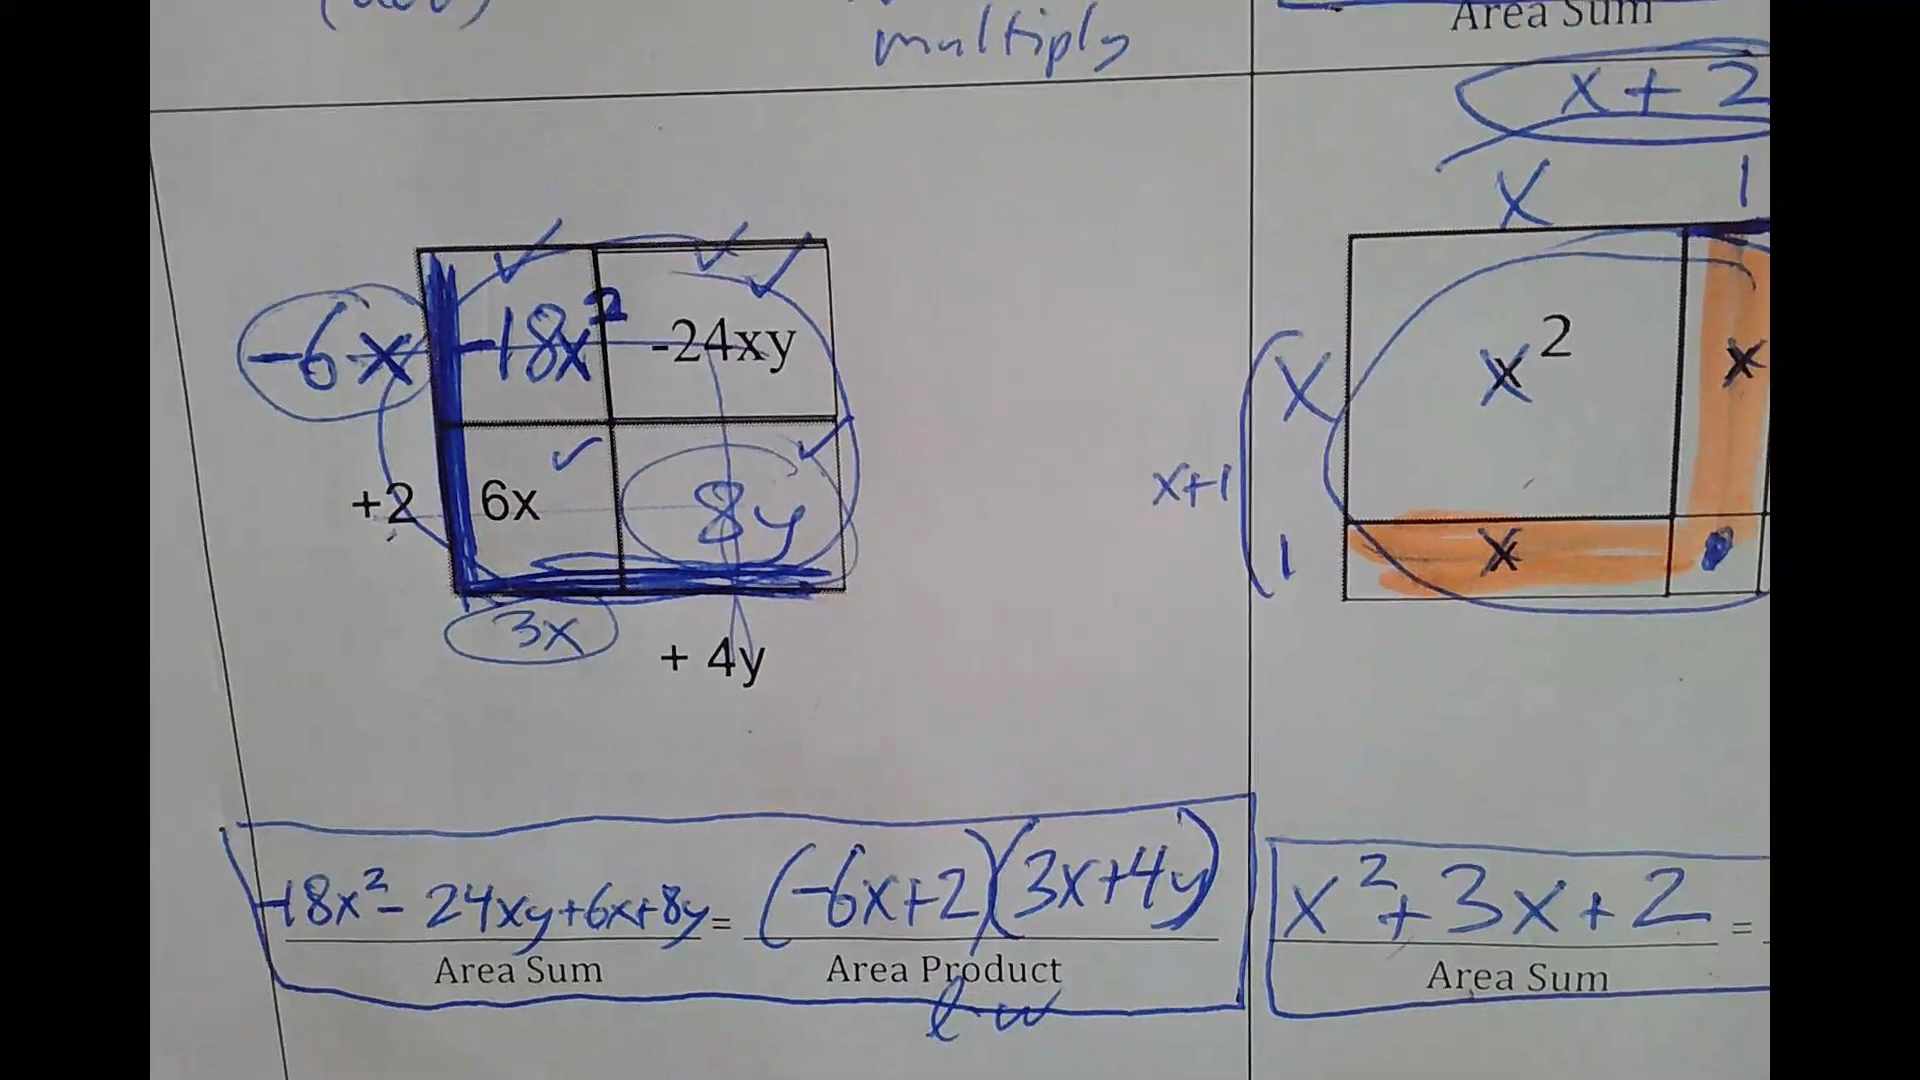 multiply
Area Sum
-6x
-18x²
-24xy
+2
6x
8y
3x
+ 4y
-18x² - 24xy+6x+8y = (-6x+2)(3x+4y)
Area Sum
Area Product
l w
x + 2
x
1
x
x²
x
x+1
1
x
x² + 3x + 2 =
Area Sum